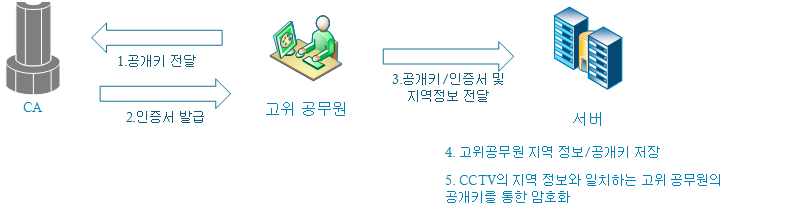 1.공개키 전달
CA
2.인증서 발급
고위 공무원
3.공개키/인증서 및
지역정보 전달
서버
4. 고위공무원 지역 정보/공개키 저장
5. CCTV의 지역 정보와 일치하는 고위 공무원의
공개키를 통한 암호화